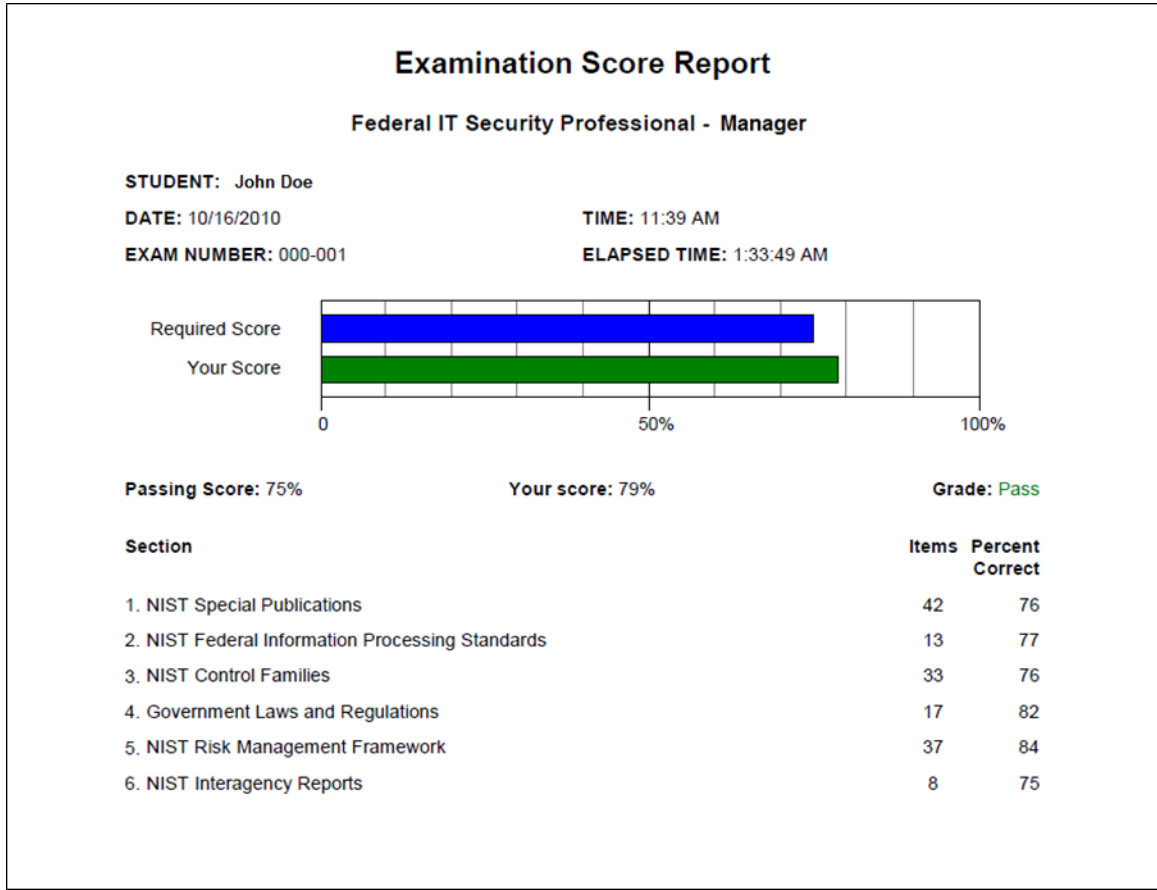 Examination Score Report
Federal IT Security Professional - Manager
STUDENT: John Doe
DATE: 10/16/2010 TIME: 11:39 AM
EXAM NUMBER: 000-001 ELAPSED TIME: 1:33:49 AM
Required Score
Your Score
0 50% 100%
Passing Score: 75% Your score: 79% Grade: Pass
Section Items Percent
Correct
1. NIST Special Publications 42 76
2. NIST Federal Information Processing Standards 13 77
3. NIST Control Families 33 76
4. Government Laws and Regulations 17 82
5. NIST Risk Management Framework 37 84
6. NIST Interagency Reports 8 75